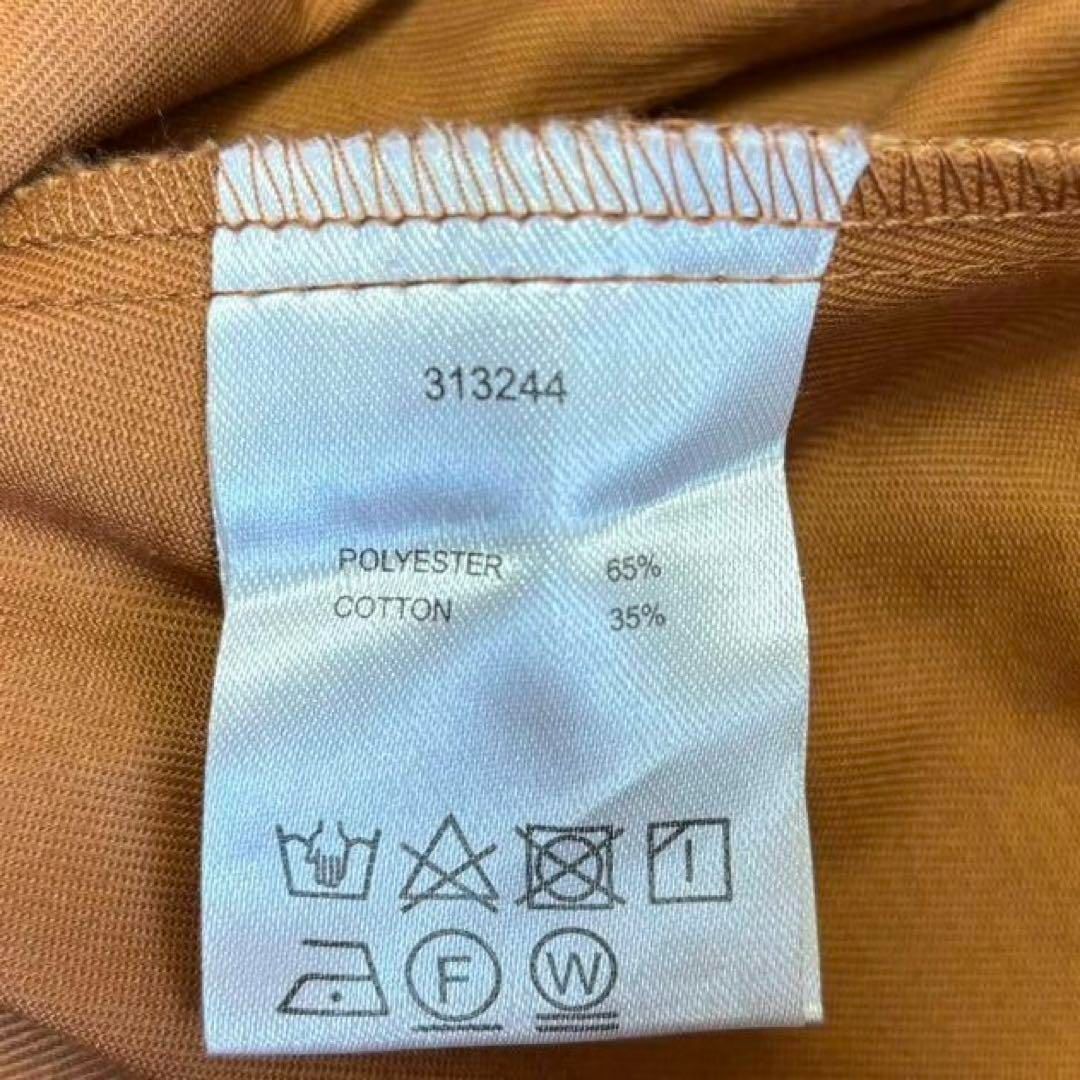 313244
POLYESTER 65%
COTTON 35%
F W